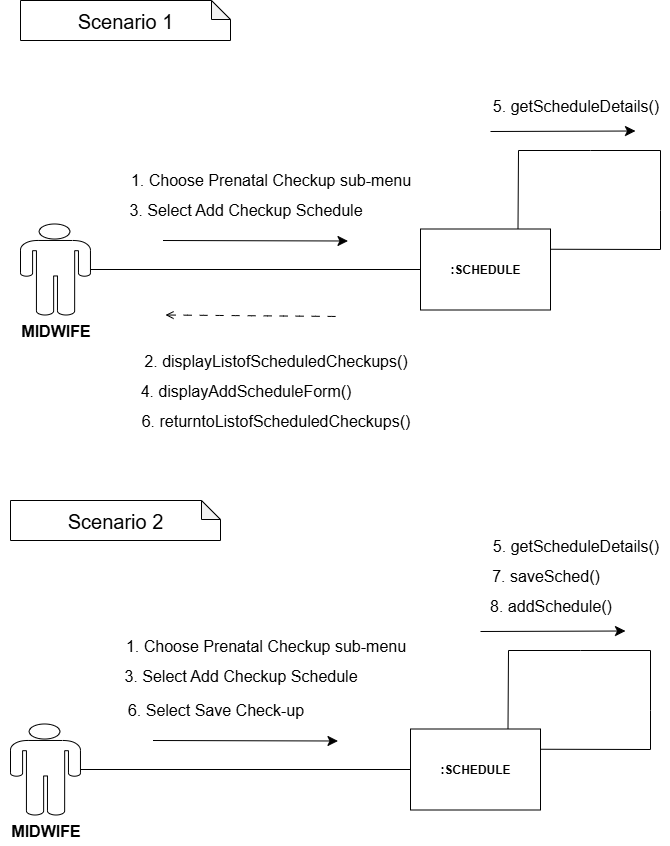 Scenario 1
5. getScheduleDetails()
1. Choose Prenatal Checkup sub-menu
3. Select Add Checkup Schedule
:SCHEDULE
MIDWIFE
2. displayListofScheduledCheckups()
4. displayAddScheduleForm()
6. returntoListofScheduledCheckups()
Scenario 2
5. getScheduleDetails()
7. saveSched()
8. addSchedule()
1. Choose Prenatal Checkup sub-menu
3. Select Add Checkup Schedule
6. Select Save Check-up
:SCHEDULE
MIDWIFE